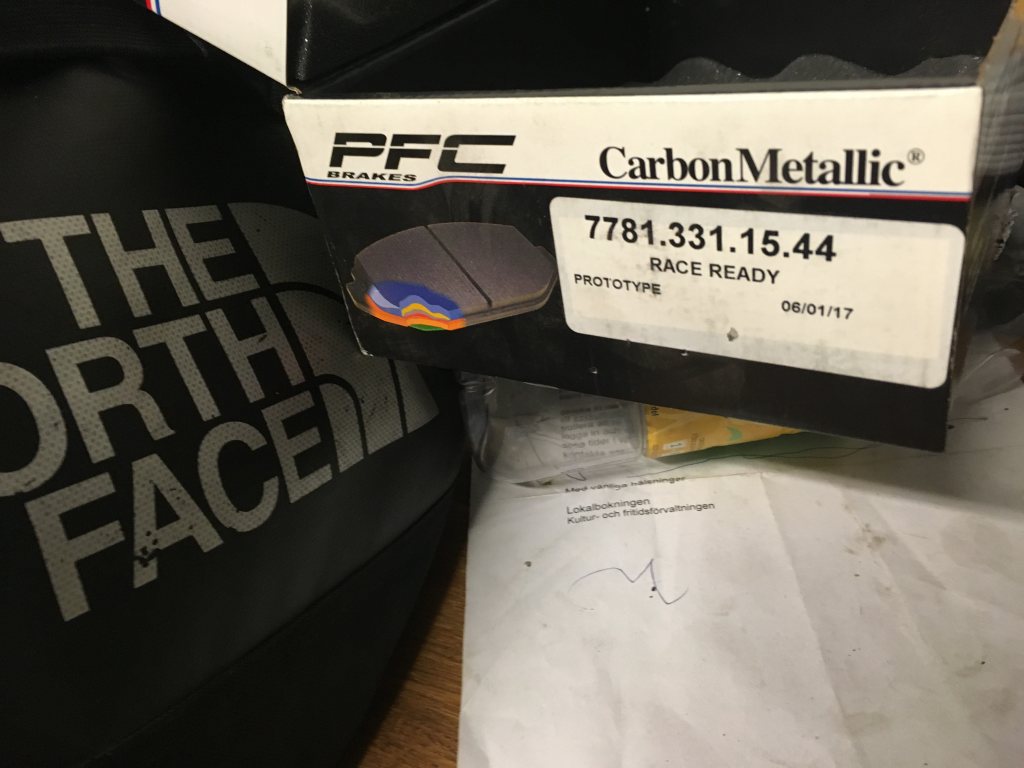 PFC
BRAKES
CarbonMetallic®
7781.331.15.44
RACE READY
PROTOTYPE
06/01/17
THE
NORTH
FACE
Med vänliga hälsningar
Lokalbokningen
Kultur- och fritidsförvaltningen